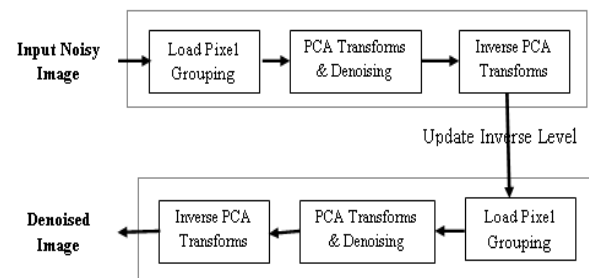 Input Noisy
Image
Load Pixel
Grouping
PCA Transforms
& Denoising
Inverse PCA
Transforms
Update Inverse Level
Denoised
Image
Inverse PCA
Transforms
PCA Transforms
& Denoising
Load Pixel
Grouping